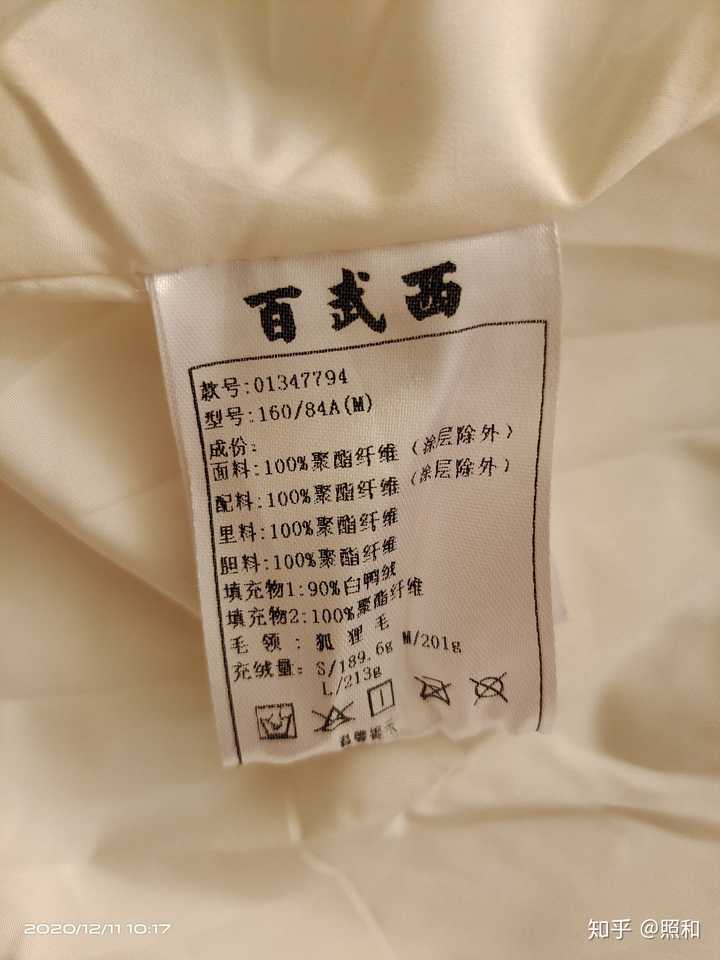 百武西
款号:01347794
型号:160/84A(M)
成份:
面料:100%聚酯纤维（涂层除外）
配料:100%聚酯纤维（涂层除外）
里料:100%聚酯纤维
胆料:100%聚酯纤维
填充物1:90%白鸭绒
填充物2:100%聚酯纤维
毛 领 : 狐 狸 毛
充绒量: S/189.6g M/201g
L/213g
2020/12/11 10:17
知乎 @照和